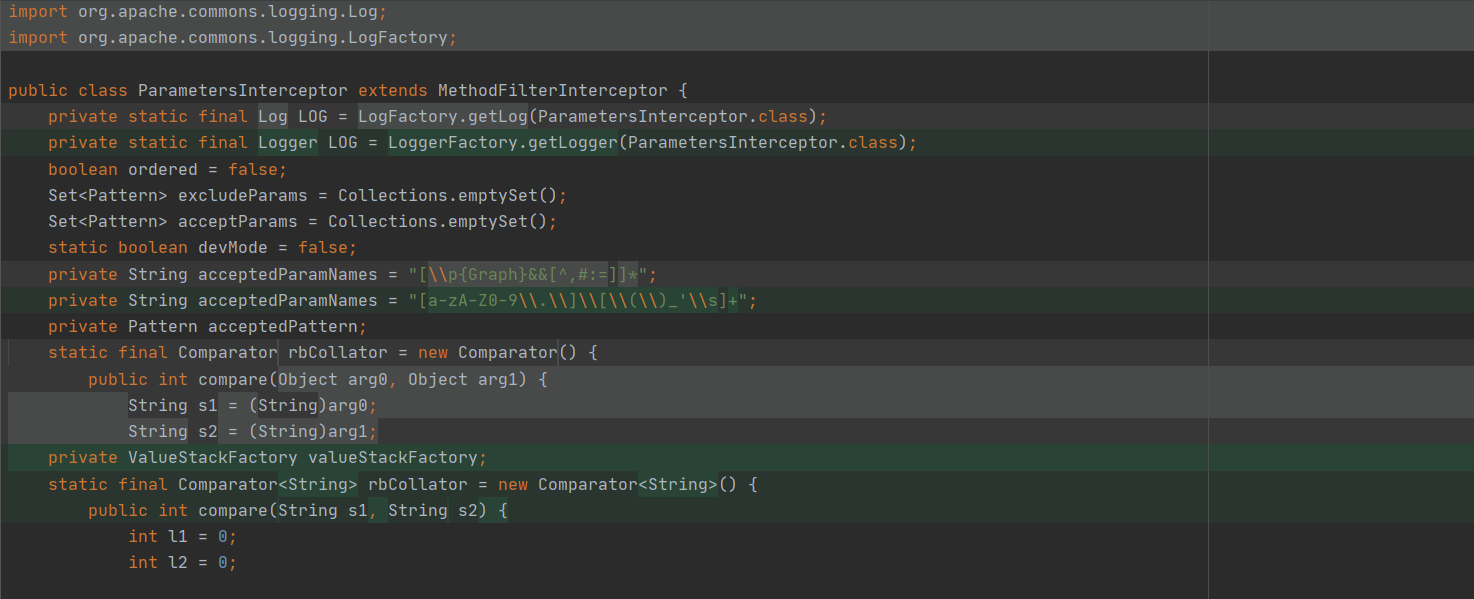 import org.apache.commons.logging.Log;
import org.apache.commons.logging.LogFactory;
public class ParametersInterceptor extends MethodFilterInterceptor {
private static final Log LOG = LogFactory.getLog(ParametersInterceptor.class);
private static final Logger LOG = LoggerFactory.getLogger(ParametersInterceptor.class);
boolean ordered = false;
Set<Pattern> excludeParams = Collections.emptySet();
Set<Pattern> acceptParams = Collections.emptySet();
static boolean devMode = false;
private String acceptedParamNames = "[\\p{Graph}&&[^,#:=]]*";
private String acceptedParamNames = "[a-zA-Z0-9\\.\\]\\[\\(\\)_'\\s]+";
private Pattern acceptedPattern;
static final Comparator rbCollator = new Comparator() {
public int compare(Object arg0, Object arg1) {
String s1 = (String)arg0;
String s2 = (String)arg1;
private ValueStackFactory valueStackFactory;
static final Comparator<String> rbCollator = new Comparator<String>() {
public int compare(String s1, String s2) {
int l1 = 0;
int l2 = 0;